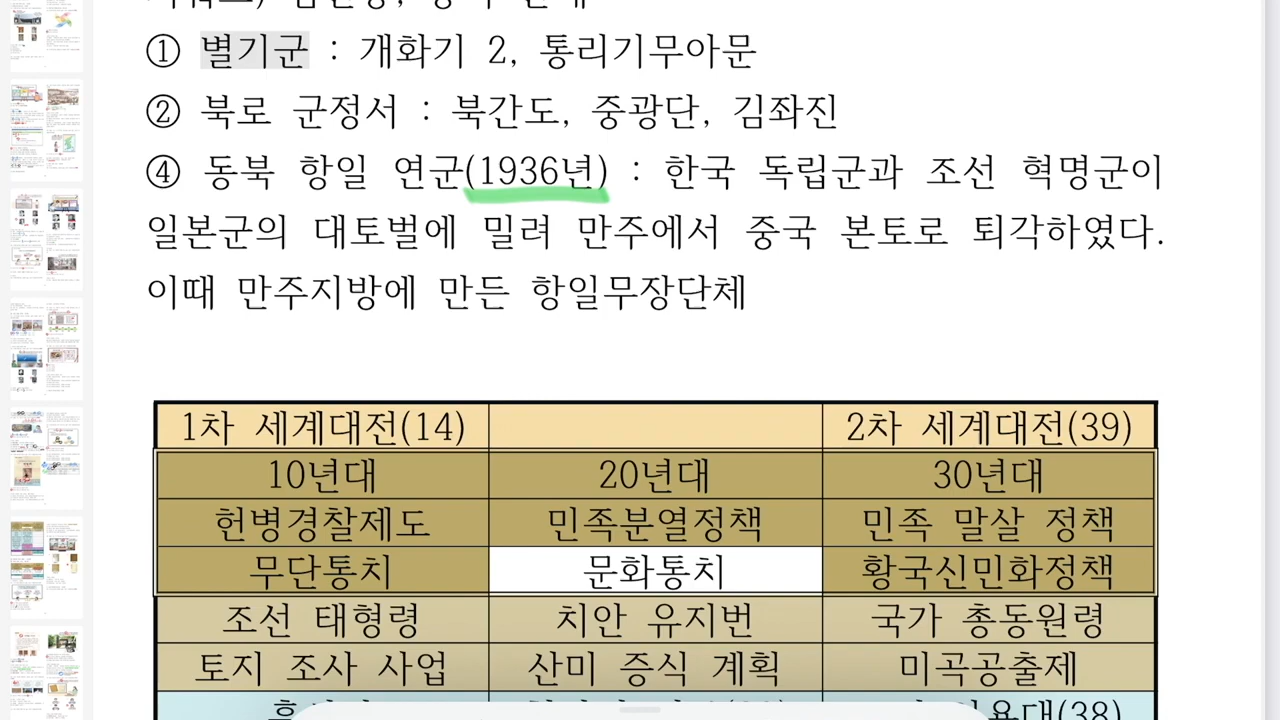 ① 별기군 : 개화기 2, 통리기무아문
② 북로 군정서 : 북간도, 중광단, 김좌진
④ 동북 항일 연군(1936년) : 한국 독립군과 조선 혁명군이
일본군의 대토벌에 밀려 만주에서 중국 본토로 퇴각하였다.
이때 만주지방에 만든 항일무장단체
1차 세계대전(14) 2차 세계대전(39)
10년대 20년대 30년대
헌병경찰제도 민족분열정책 민족 말살 정책
무단통치 문화통치 황국신민화정책
조선 태형령 치안 유지번 국가 총동원령
토지 조사 사업 산미 증식 계획 미곡공출제